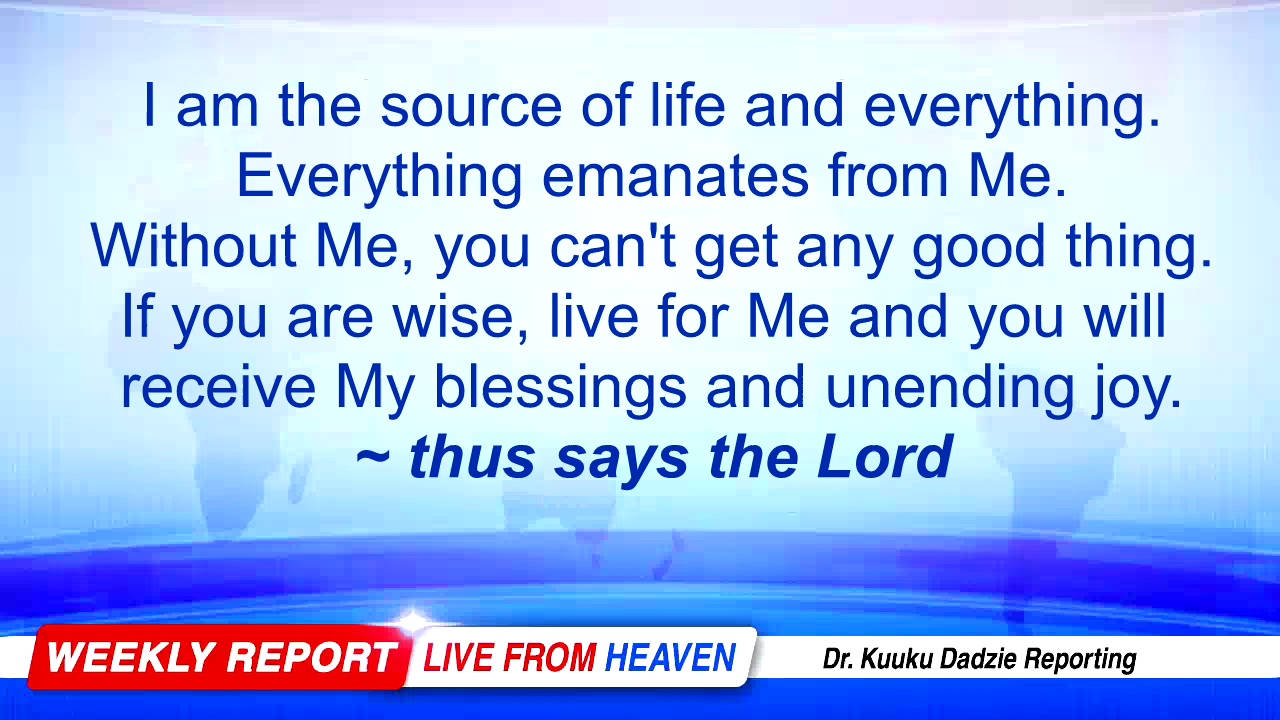 I am the source of life and everything.
Everything emanates from Me.
Without Me, you can't get any good thing.
If you are wise, live for Me and you will
receive My blessings and unending joy.
~ thus says the Lord
WEEKLY REPORT LIVE FROM HEAVEN Dr. Kuuku Dadzie Reporting